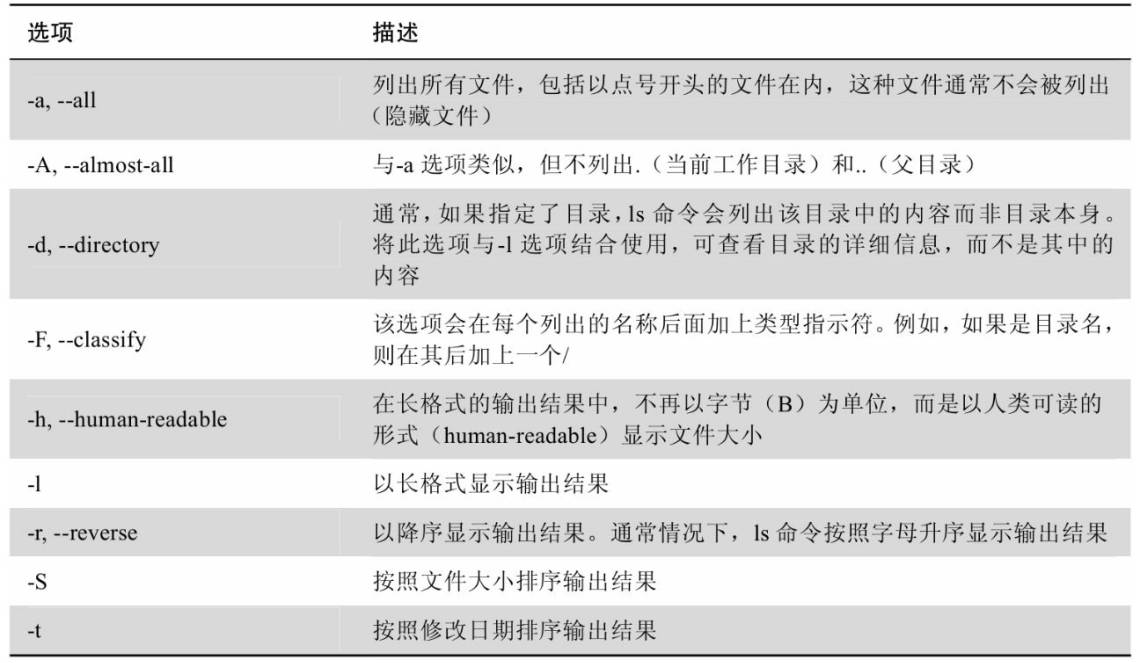 选项 描述
-a, --all 列出所有文件，包括以点号开头的文件在内，这种文件通常不会被列出
（隐藏文件）
-A, --almost-all 与-a 选项类似，但不列出.（当前工作目录）和..（父目录）
通常，如果指定了目录，ls 命令会列出该目录中的内容而非目录本身。
-d, --directory 将此选项与-l 选项结合使用，可查看目录的详细信息，而不是其中的
内容
-F, --classify 该选项会在每个列出的名称后面加上类型指示符。例如，如果是目录名，
则在其后加上一个/
-h, --human-readable 在长格式的输出结果中，不再以字节（B）为单位，而是以人类可读的
形式（human-readable）显示文件大小
-l 以长格式显示输出结果
-r, --reverse 以降序显示输出结果。通常情况下，ls 命令按照字母升序显示输出结果
-S 按照文件大小排序输出结果
-t 按照修改日期排序输出结果